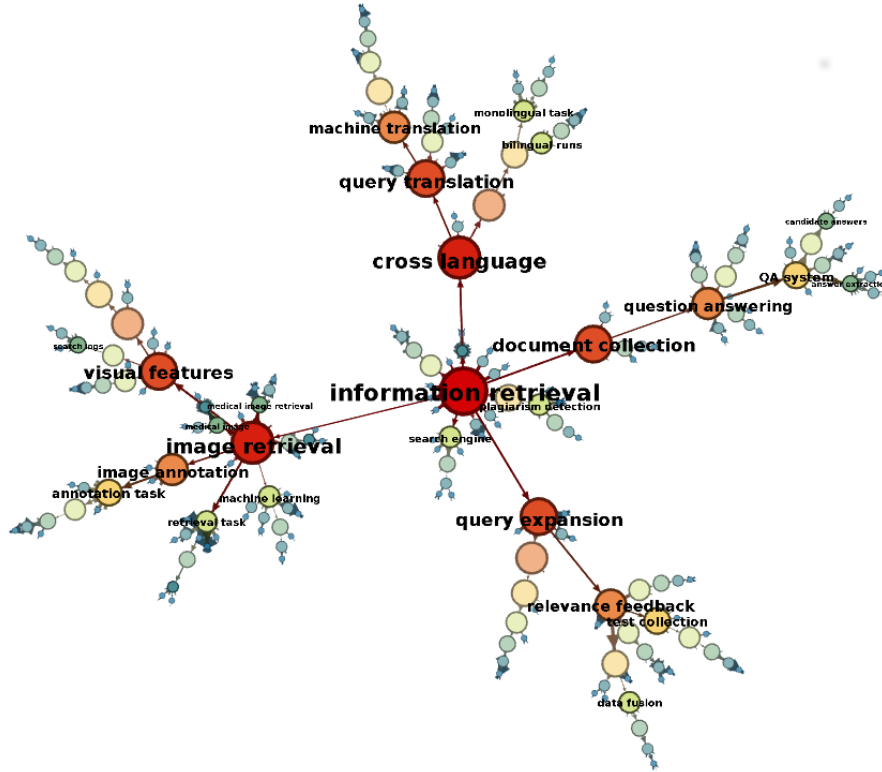 monolingual task
machine translation
bilingual runs
query translation
candidate answers
cross language
QA system
answer extraction
question answering
search logs
document collection
visual features
information retrieval
medical image retrieval
plagiarism detection
medical image
search engine
image retrieval
image annotation
annotation task
machine learning
retrieval task
query expansion
relevance feedback
test collection
data fusion